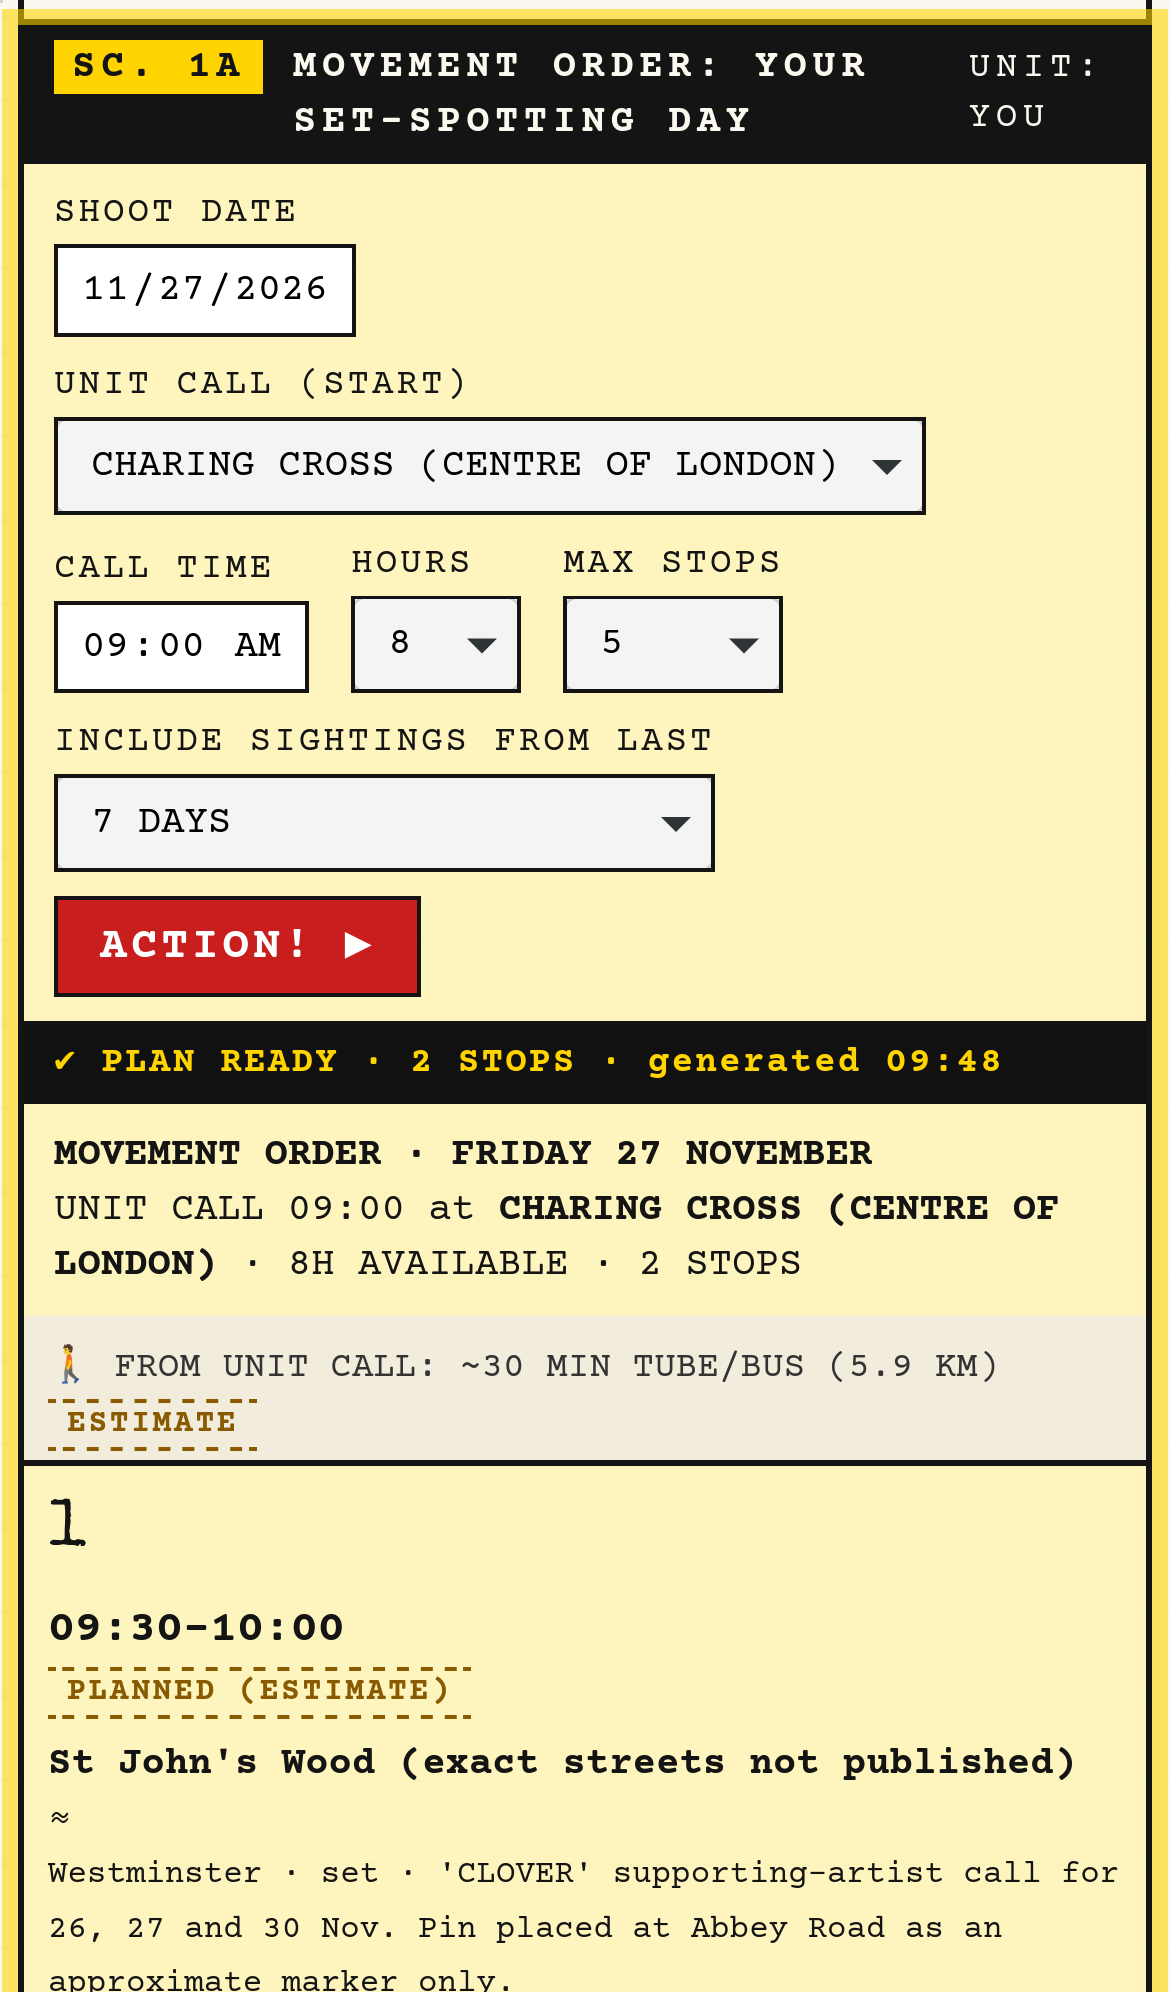 SC. 1A
MOVEMENT ORDER: YOUR
SET-SPOTTING DAY
UNIT:
YOU
SHOOT DATE
11/27/2026
UNIT CALL (START)
CHARING CROSS (CENTRE OF LONDON)
CALL TIME
HOURS
MAX STOPS
09:00 AM
8
5
INCLUDE SIGHTINGS FROM LAST
7 DAYS
ACTION! ▶
✔ PLAN READY · 2 STOPS · generated 09:48
MOVEMENT ORDER · FRIDAY 27 NOVEMBER
UNIT CALL 09:00 at CHARING CROSS (CENTRE OF
LONDON) · 8H AVAILABLE · 2 STOPS
🚶 FROM UNIT CALL: ~30 MIN TUBE/BUS (5.9 KM)
ESTIMATE
1
09:30–10:00
PLANNED (ESTIMATE)
St John's Wood (exact streets not published)
≈
Westminster · set · 'CLOVER' supporting-artist call for
26, 27 and 30 Nov. Pin placed at Abbey Road as an
approximate marker only.